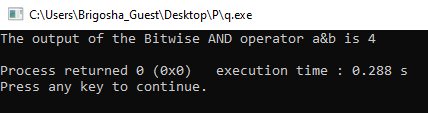 C:\Users\Brigosha_Guest\Desktop\P\q.exe
The output of the Bitwise AND operator a&b is 4
Process returned 0 (0x0)   execution time : 0.288 s
Press any key to continue.